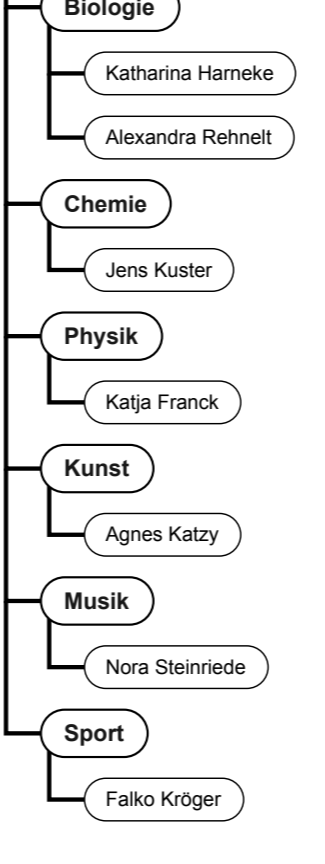 Biologie
Katharina Harneke
Alexandra Rehnelt
Chemie
Jens Kuster
Physik
Katja Franck
Kunst
Agnes Katzy
Musik
Nora Steinriede
Sport
Falko Kröger